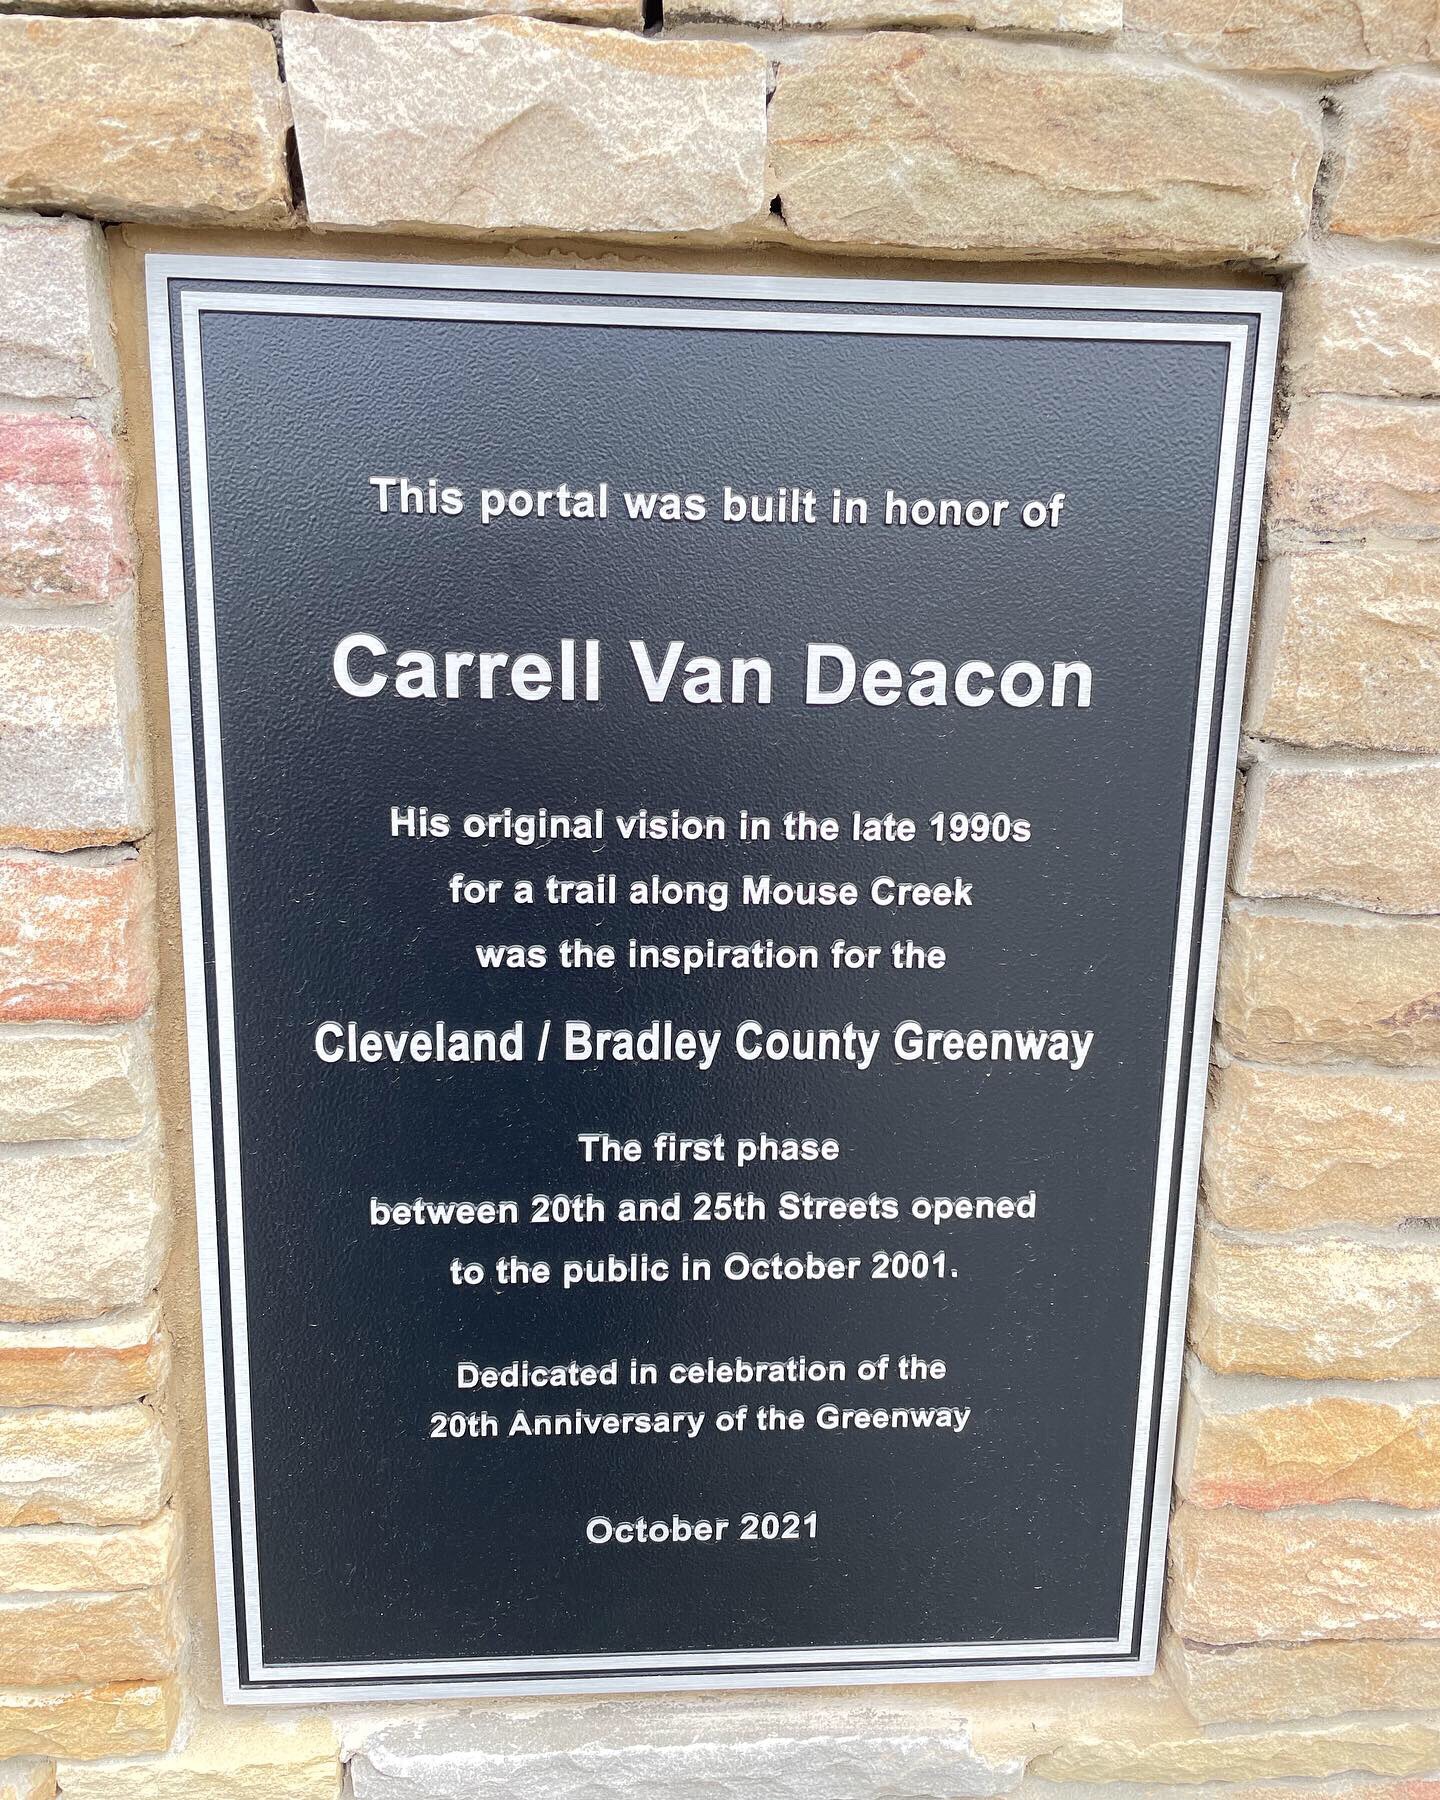 This portal was built in honor of
Carrell Van Deacon
His original vision in the late 1990s
for a trail along Mouse Creek
was the inspiration for the
Cleveland / Bradley County Greenway
The first phase
between 20th and 25th Streets opened
to the public in October 2001.
Dedicated in celebration of the
20th Anniversary of the Greenway
October 2021